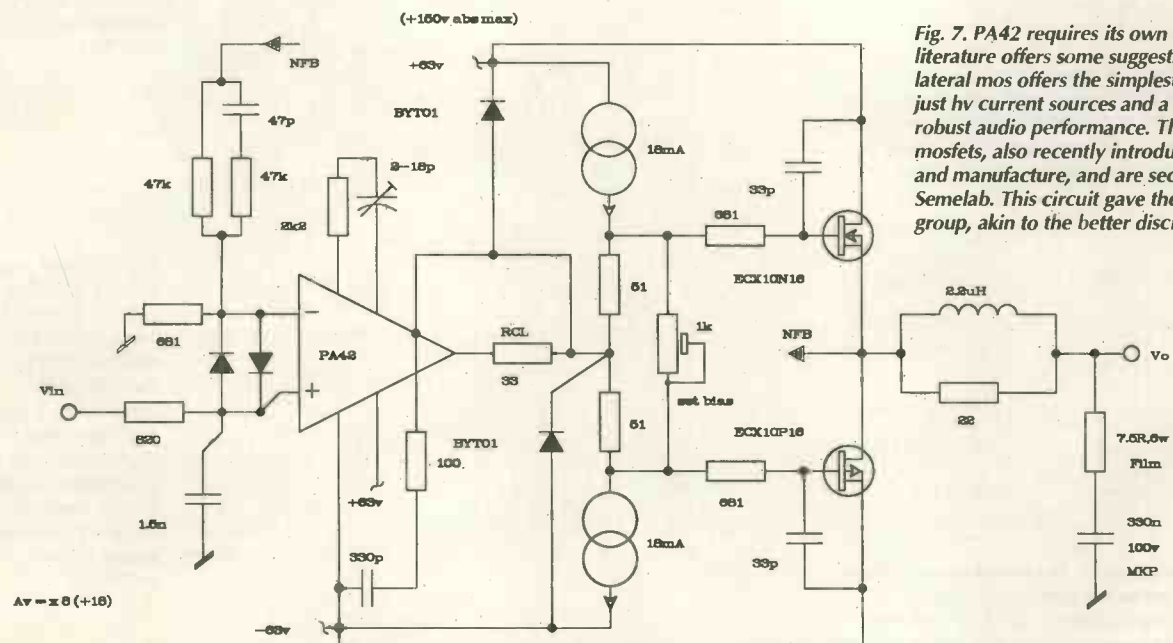 (+150v abs max)
NFB
+63v
BYT01
47p
47k
47k
2k2
2-18p
18mA
33p
681
ECX10N16
51
1k
set bias
681
PA42
RCL
33
NFB
2.2uH
22
Vo
Vin
820
1.5n
100
BYT01
+63v
51
ECX10P16
681
18mA
33p
330p
-63v
7.5R,6w
Film
330n
100v
MKP
Av = x 8 (+18)
Fig. 7. PA42 requires its own
literature offers some suggest
lateral mos offers the simplest
just hv current sources and a
robust audio performance. Th
mosfets, also recently introdu
and manufacture, and are sec
Semelab. This circuit gave the
group, akin to the better discr